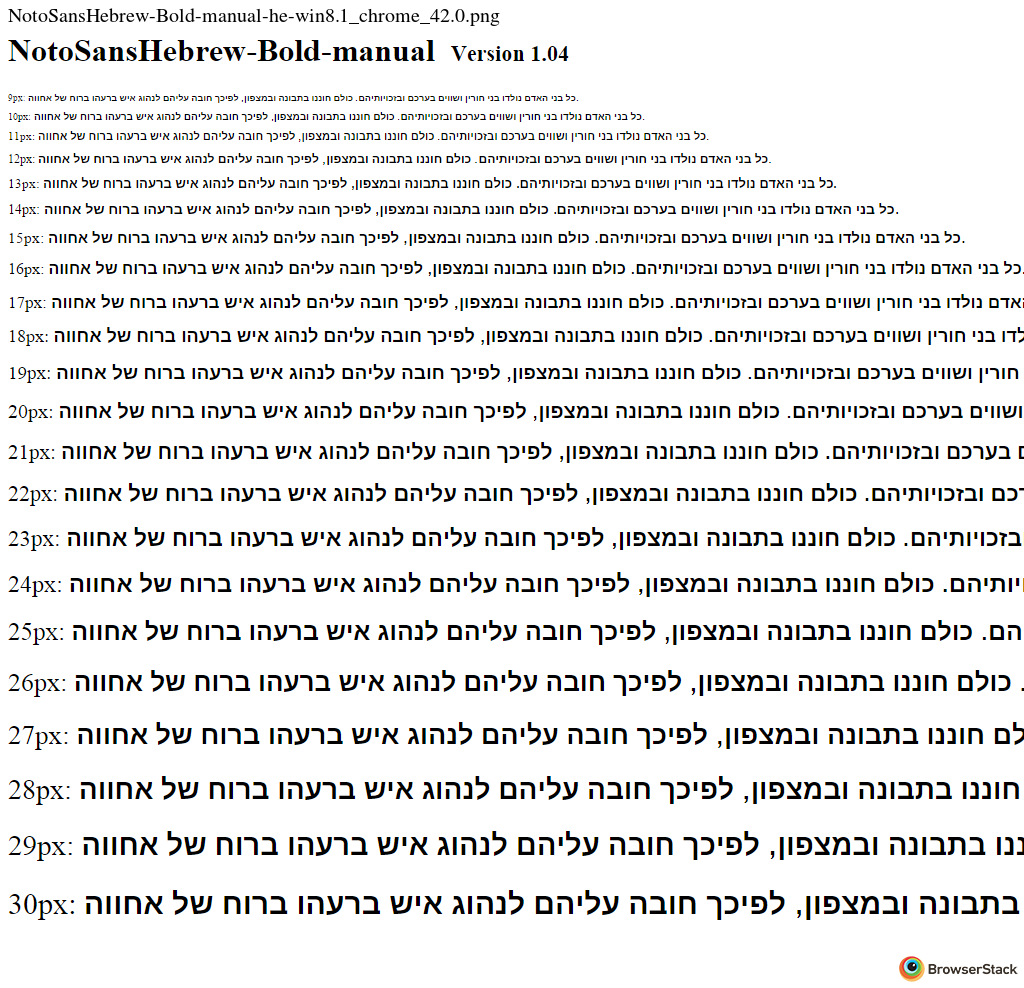 NotoSansHebrew-Bold-manual-he-win8.1_chrome_42.0.png
NotoSansHebrew-Bold-manual Version 1.04
9px: כל בני האדם נולדו בני חורין ושווים בערכם ובזכויותיהם. כולם חוננו בתבונה ובמצפון, לפיכך חובה עליהם לנהוג איש ברעהו ברוח של אחווה.
10px: כל בני האדם נולדו בני חורין ושווים בערכם ובזכויותיהם. כולם חוננו בתבונה ובמצפון, לפיכך חובה עליהם לנהוג איש ברעהו ברוח של אחווה.
11px: כל בני האדם נולדו בני חורין ושווים בערכם ובזכויותיהם. כולם חוננו בתבונה ובמצפון, לפיכך חובה עליהם לנהוג איש ברעהו ברוח של אחווה.
12px: כל בני האדם נולדו בני חורין ושווים בערכם ובזכויותיהם. כולם חוננו בתבונה ובמצפון, לפיכך חובה עליהם לנהוג איש ברעהו ברוח של אחווה.
13px: כל בני האדם נולדו בני חורין ושווים בערכם ובזכויותיהם. כולם חוננו בתבונה ובמצפון, לפיכך חובה עליהם לנהוג איש ברעהו ברוח של אחווה.
14px: כל בני האדם נולדו בני חורין ושווים בערכם ובזכויותיהם. כולם חוננו בתבונה ובמצפון, לפיכך חובה עליהם לנהוג איש ברעהו ברוח של אחווה.
15px: כל בני האדם נולדו בני חורין ושווים בערכם ובזכויותיהם. כולם חוננו בתבונה ובמצפון, לפיכך חובה עליהם לנהוג איש ברעהו ברוח של אחווה.
16px: כל בני האדם נולדו בני חורין ושווים בערכם ובזכויותיהם. כולם חוננו בתבונה ובמצפון, לפיכך חובה עליהם לנהוג איש ברעהו ברוח של אחווה.
17px: נולדו בני חורין ושווים בערכם ובזכויותיהם. כולם חוננו בתבונה ובמצפון, לפיכך חובה עליהם לנהוג איש ברעהו ברוח של אחווה
18px: בני חורין ושווים בערכם ובזכויותיהם. כולם חוננו בתבונה ובמצפון, לפיכך חובה עליהם לנהוג איש ברעהו ברוח של אחווה
19px: חורין ושווים בערכם ובזכויותיהם. כולם חוננו בתבונה ובמצפון, לפיכך חובה עליהם לנהוג איש ברעהו ברוח של אחווה
20px: ושווים בערכם ובזכויותיהם. כולם חוננו בתבונה ובמצפון, לפיכך חובה עליהם לנהוג איש ברעהו ברוח של אחווה
21px: בערכם ובזכויותיהם. כולם חוננו בתבונה ובמצפון, לפיכך חובה עליהם לנהוג איש ברעהו ברוח של אחווה
22px: ובזכויותיהם. כולם חוננו בתבונה ובמצפון, לפיכך חובה עליהם לנהוג איש ברעהו ברוח של אחווה
23px: בזכויותיהם. כולם חוננו בתבונה ובמצפון, לפיכך חובה עליהם לנהוג איש ברעהו ברוח של אחווה
24px: יותיהם. כולם חוננו בתבונה ובמצפון, לפיכך חובה עליהם לנהוג איש ברעהו ברוח של אחווה
25px: הם. כולם חוננו בתבונה ובמצפון, לפיכך חובה עליהם לנהוג איש ברעהו ברוח של אחווה
26px: . כולם חוננו בתבונה ובמצפון, לפיכך חובה עליהם לנהוג איש ברעהו ברוח של אחווה
27px: חוננו בתבונה ובמצפון, לפיכך חובה עליהם לנהוג איש ברעהו ברוח של אחווה
28px: חוננו בתבונה ובמצפון, לפיכך חובה עליהם לנהוג איש ברעהו ברוח של אחווה
29px: בתבונה ובמצפון, לפיכך חובה עליהם לנהוג איש ברעהו ברוח של אחווה
30px: בתבונה ובמצפון, לפיכך חובה עליהם לנהוג איש ברעהו ברוח של אחווה
BrowserStack